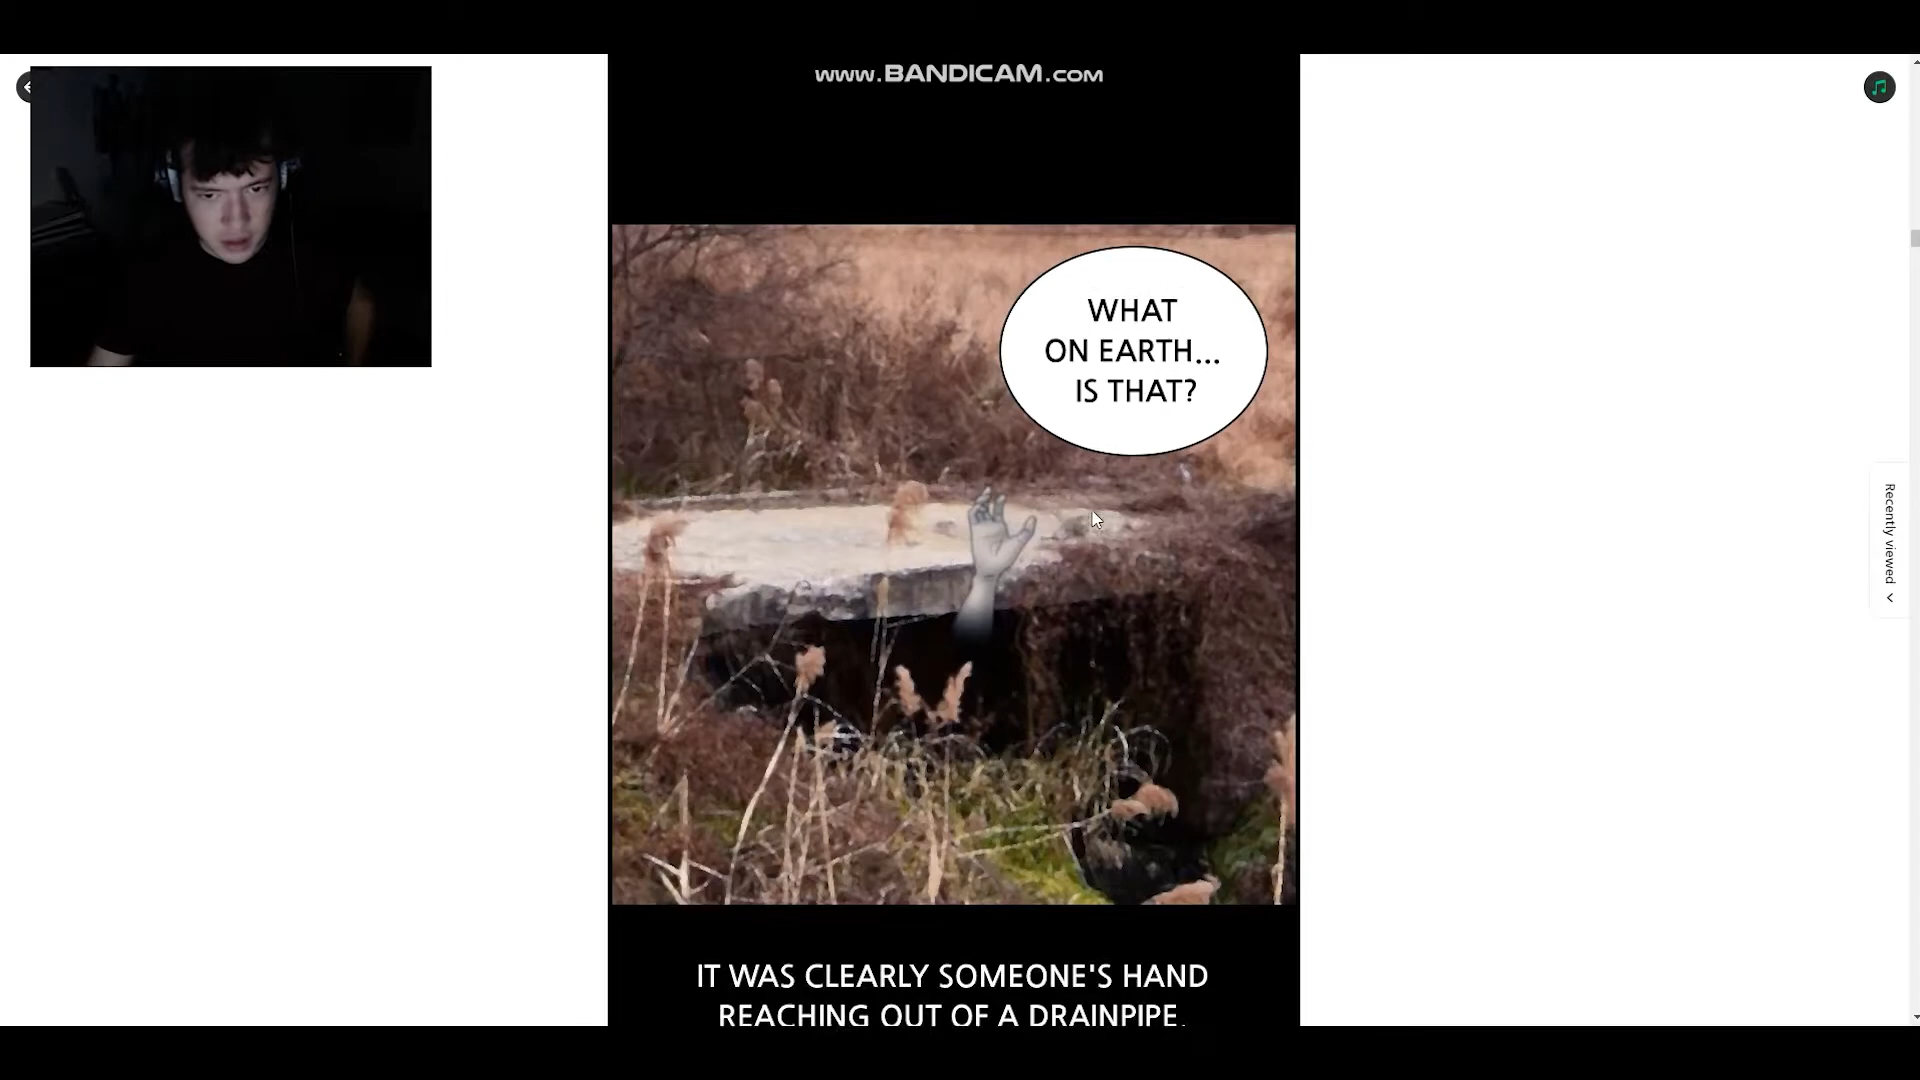 www.BANDICAM.com
WHAT
ON EARTH...
IS THAT?
Recently viewed
IT WAS CLEARLY SOMEONE'S HAND
REACHING OUT OF A DRAINPIPE.